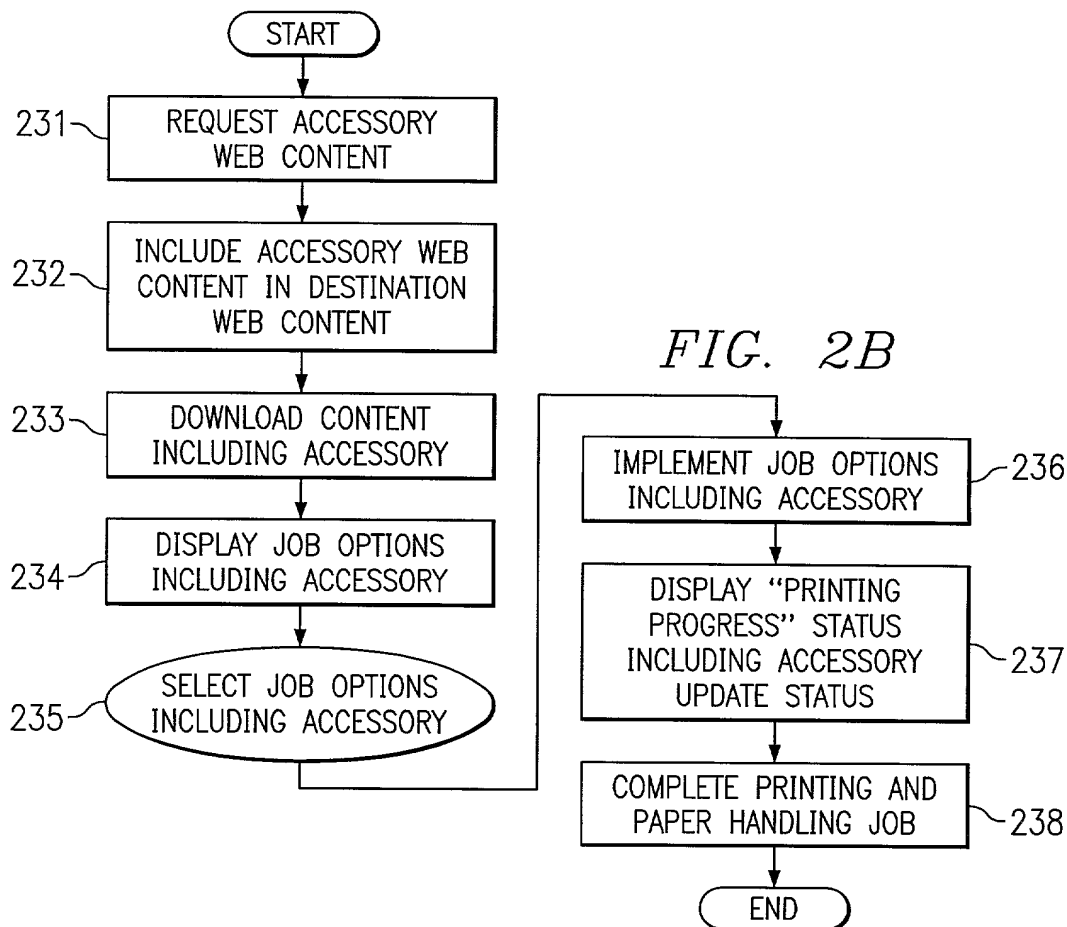 START
231
REQUEST ACCESSORY
WEB CONTENT
232
INCLUDE ACCESSORY WEB
CONTENT IN DESTINATION
WEB CONTENT
233
DOWNLOAD CONTENT
INCLUDING ACCESSORY
234
DISPLAY JOB OPTIONS
INCLUDING ACCESSORY
235
SELECT JOB OPTIONS
INCLUDING ACCESSORY
FIG. 2B
IMPLEMENT JOB OPTIONS
INCLUDING ACCESSORY
236
DISPLAY “PRINTING
PROGRESS” STATUS
INCLUDING ACCESSORY
UPDATE STATUS
237
COMPLETE PRINTING AND
PAPER HANDLING JOB
238
END